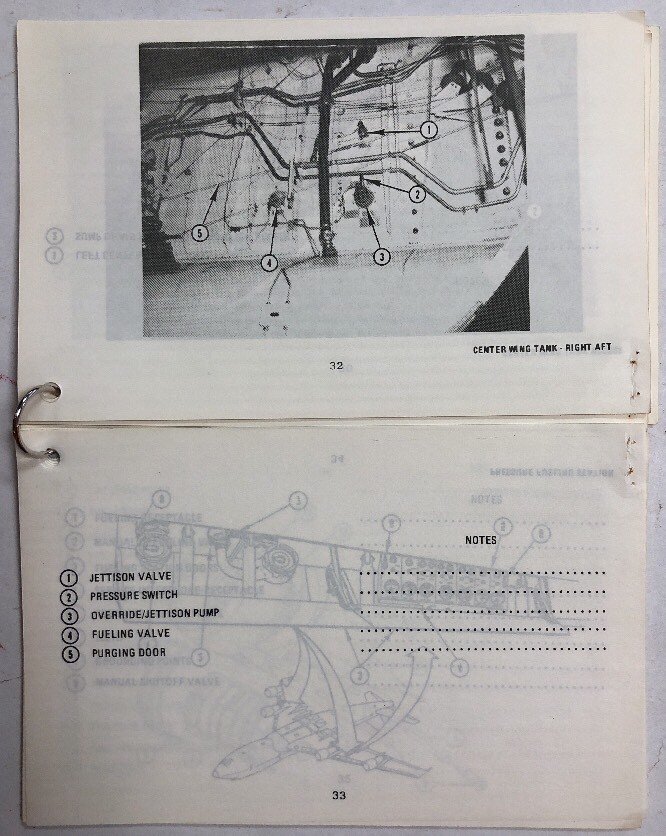 1
2
3
4
5
CENTER WING TANK - RIGHT AFT
32
NOTES
1 JETTISON VALVE
2 PRESSURE SWITCH
3 OVERRIDE/JETTISON PUMP
4 FUELING VALVE
5 PURGING DOOR
33